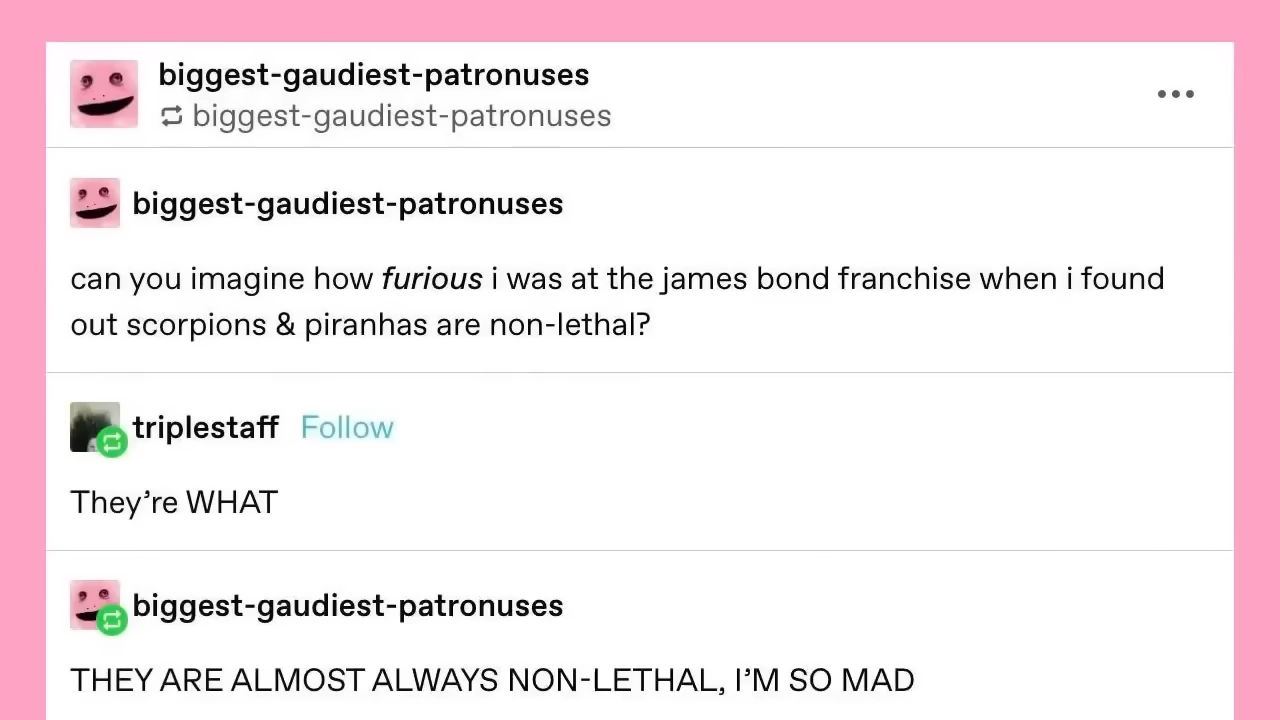 biggest-gaudiest-patronuses
biggest-gaudiest-patronuses
biggest-gaudiest-patronuses
can you imagine how furious i was at the james bond franchise when i found
out scorpions & piranhas are non-lethal?
triplestaff Follow
They’re WHAT
biggest-gaudiest-patronuses
THEY ARE ALMOST ALWAYS NON-LETHAL, I’M SO MAD